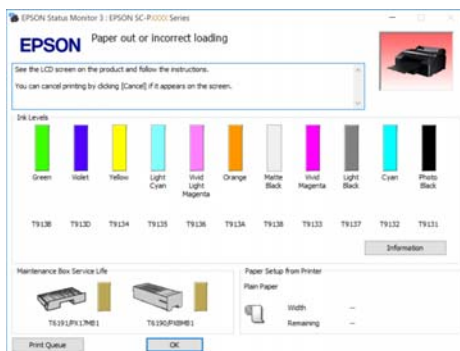 EPSON Status Monitor 3 : EPSON SC-PXXXX Series
EPSON
Paper out or incorrect loading
See the LCD screen on the product and follow the instructions.
You can cancel printing by clicking [Cancel] if it appears on the screen.
Ink Levels
Green Violet Yellow Light Cyan Vivid Light Magenta Orange Matte Black Vivid Magenta Light Black Cyan Photo Black
T913B T913D T9134 T9135 T9136 T913A T9138 T9133 T9137 T9132 T9131
Information
Maintenance Box Service Life
T6191/PX17MB1 T6190/PX8MB1
Paper Setup from Printer
Plain Paper
Width --
Remaining --
Print Queue OK